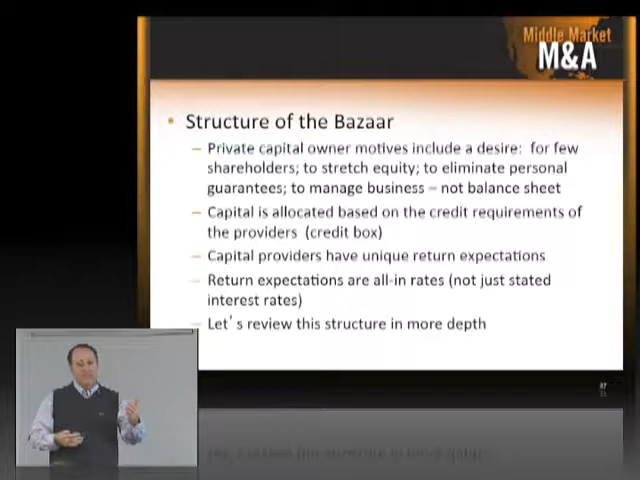 Middle Market
M&A
• Structure of the Bazaar
– Private capital owner motives include a desire: for few
shareholders; to stretch equity; to eliminate personal
guarantees; to manage business – not balance sheet
– Capital is allocated based on the credit requirements of
the providers (credit box)
– Capital providers have unique return expectations
– Return expectations are all-in rates (not just stated
interest rates)
– Let's review this structure in more depth